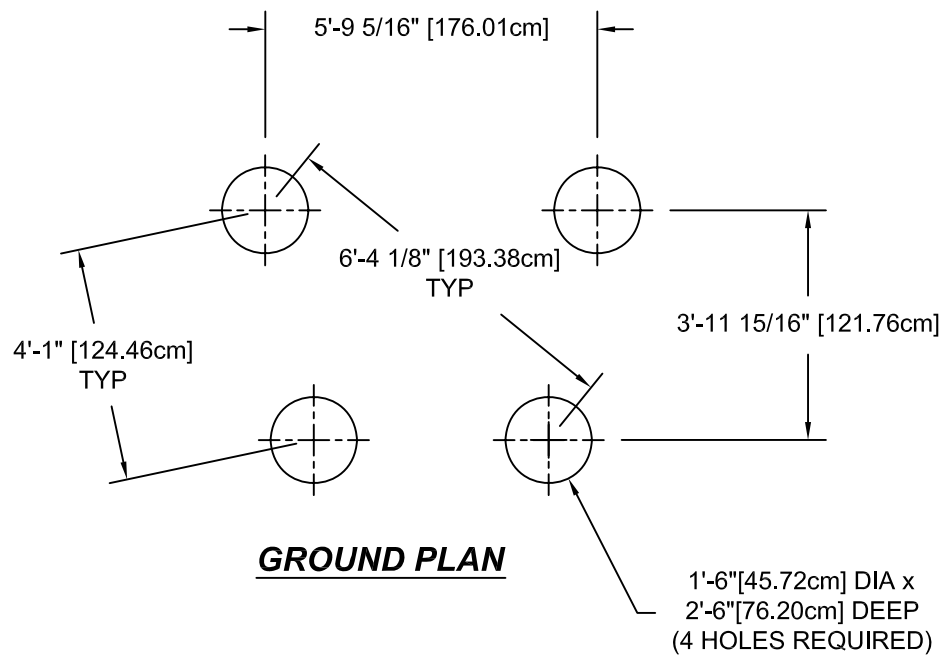 5'-9 5/16" [176.01cm]
6'-4 1/8" [193.38cm]
TYP
3'-11 15/16" [121.76cm]
4'-1" [124.46cm]
TYP
GROUND PLAN
1'-6"[45.72cm] DIA x
2'-6"[76.20cm] DEEP
(4 HOLES REQUIRED)